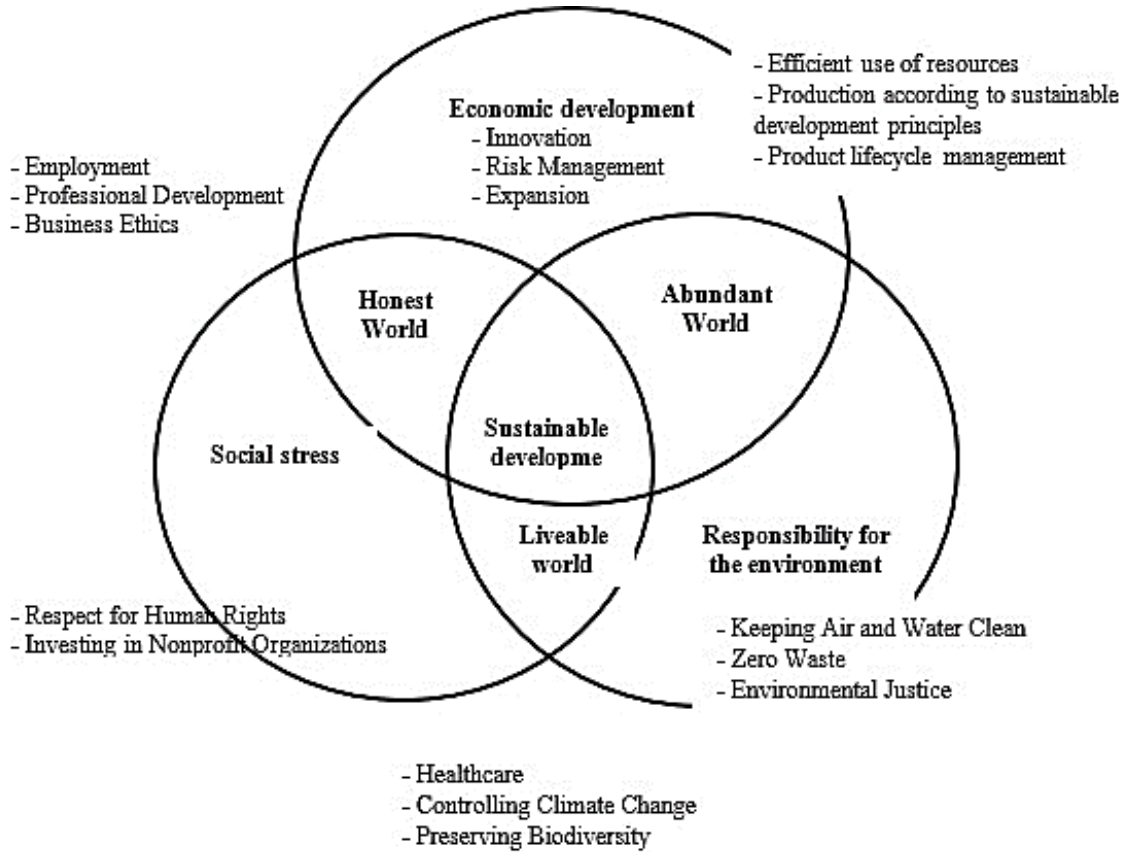 - Efficient use of resources
- Production according to sustainable
development principles
- Product lifecycle management
Economic development
- Innovation
- Risk Management
- Expansion
- Employment
- Professional Development
- Business Ethics
Honest
World
Abundant
World
Social stress
Sustainable
developme
Liveable
world
Responsibility for
the environment
- Respect for Human Rights
- Investing in Nonprofit Organizations
- Keeping Air and Water Clean
- Zero Waste
- Environmental Justice
- Healthcare
- Controlling Climate Change
- Preserving Biodiversity